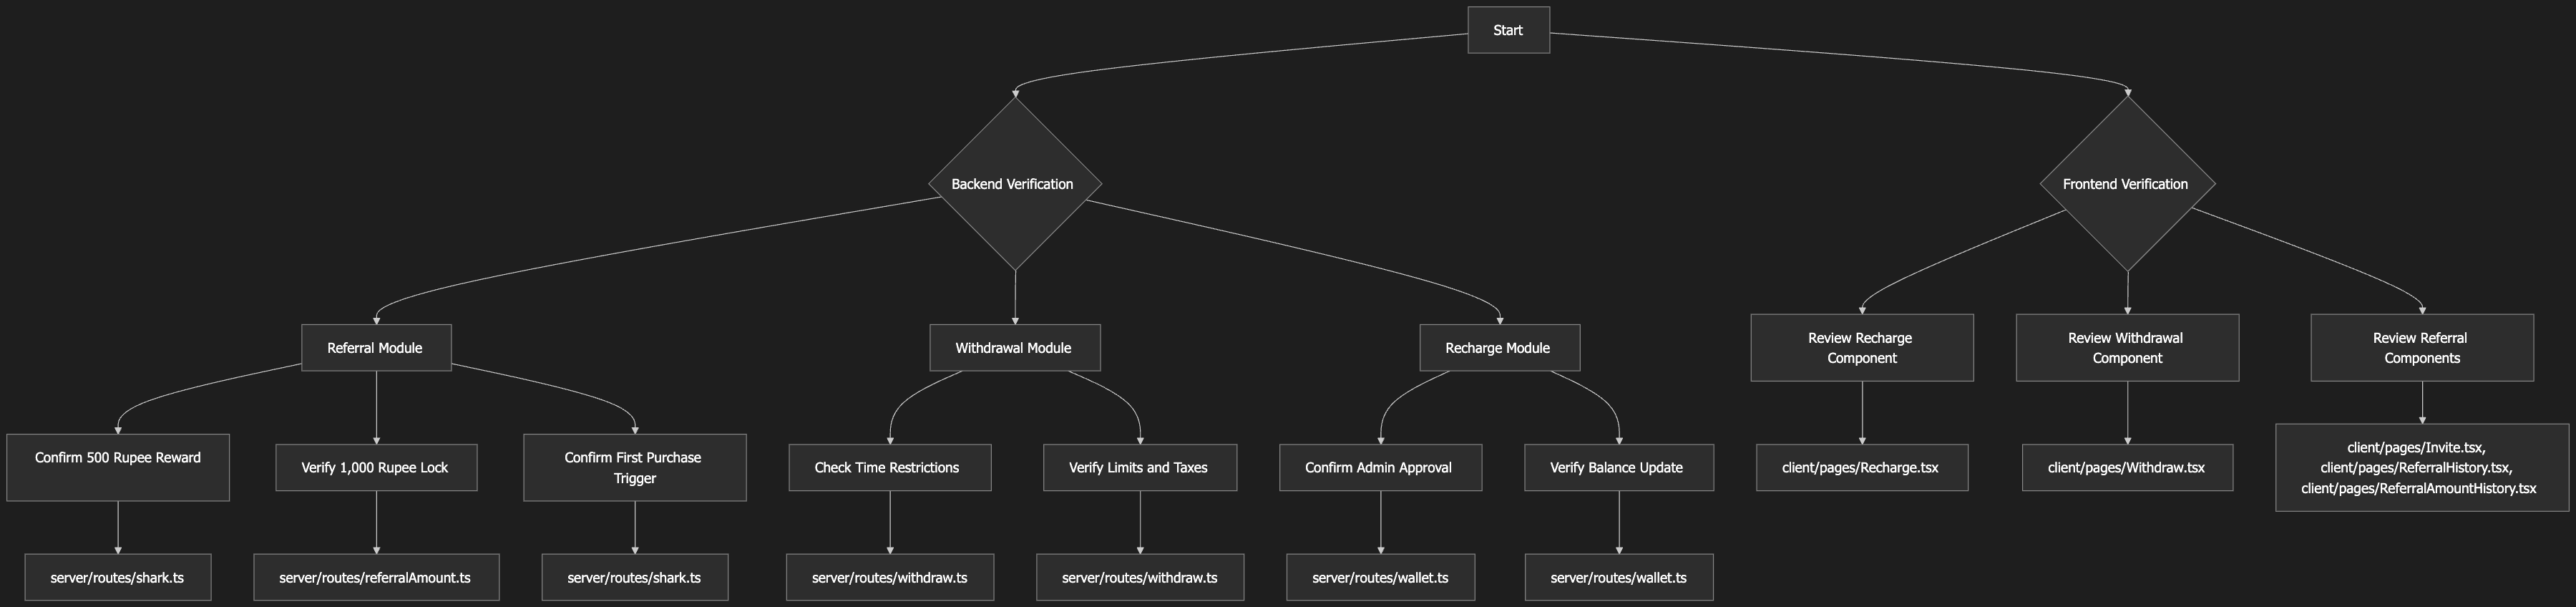 Start
Backend Verification
Frontend Verification
Referral Module
Withdrawal Module
Recharge Module
Review Recharge
Component
Review Withdrawal
Component
Review Referral
Components
Confirm 500 Rupee Reward
Verify 1,000 Rupee Lock
Confirm First Purchase
Trigger
Check Time Restrictions
Verify Limits and Taxes
Confirm Admin Approval
Verify Balance Update
client/pages/Recharge.tsx
client/pages/Withdraw.tsx
client/pages/Invite.tsx,
client/pages/ReferralHistory.tsx,
client/pages/ReferralAmountHistory.tsx
server/routes/shark.ts
server/routes/referralAmount.ts
server/routes/shark.ts
server/routes/withdraw.ts
server/routes/withdraw.ts
server/routes/wallet.ts
server/routes/wallet.ts